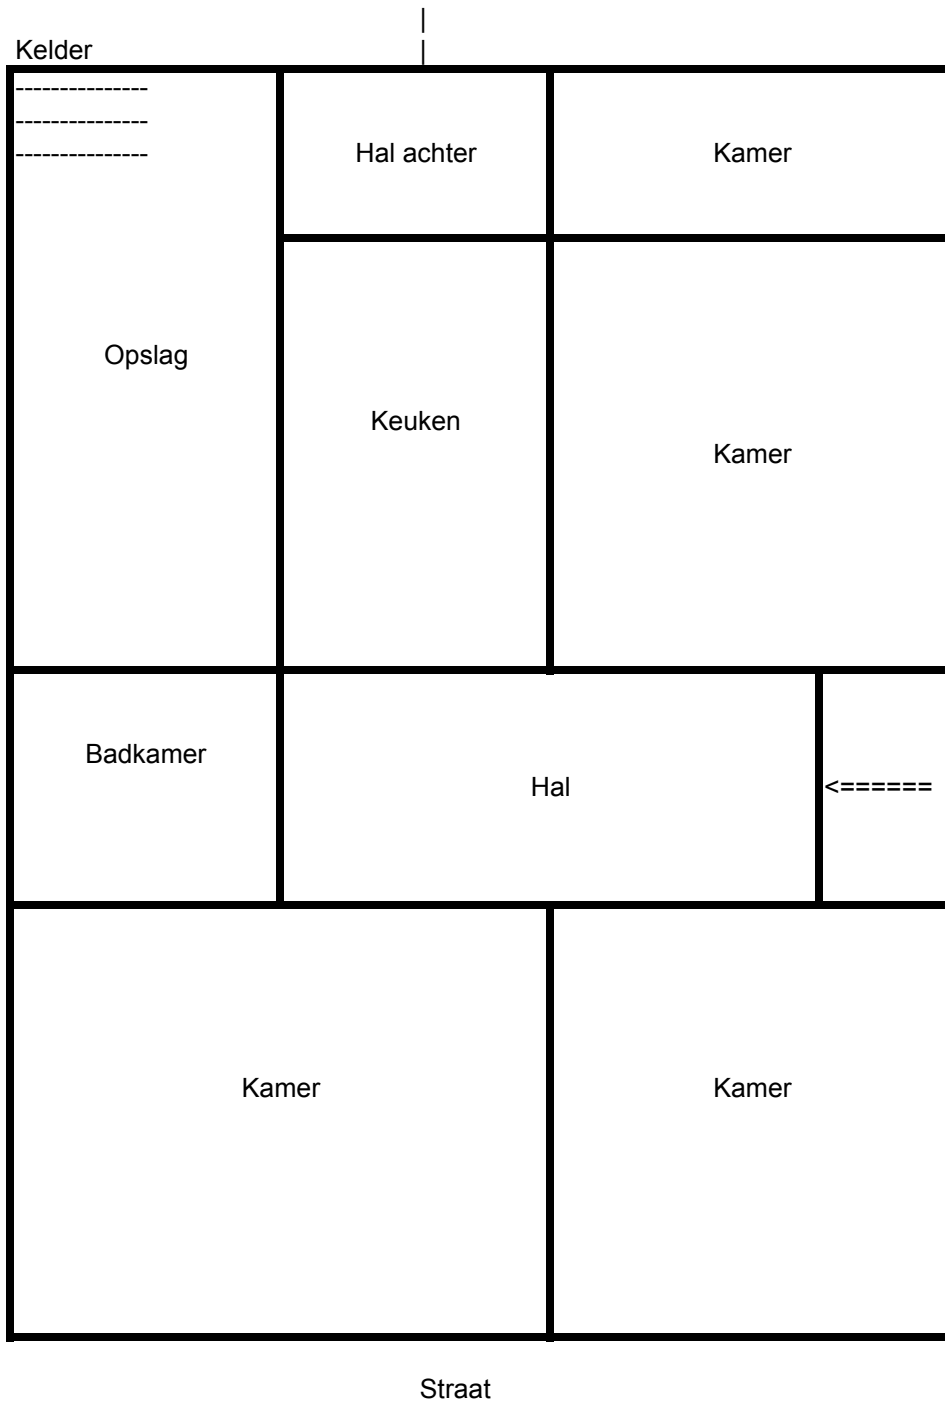 |
Kelder |
---------------
---------------
--------------- Hal achter Kamer
Opslag
Keuken
Kamer
Badkamer
Hal <======
Kamer Kamer
Straat